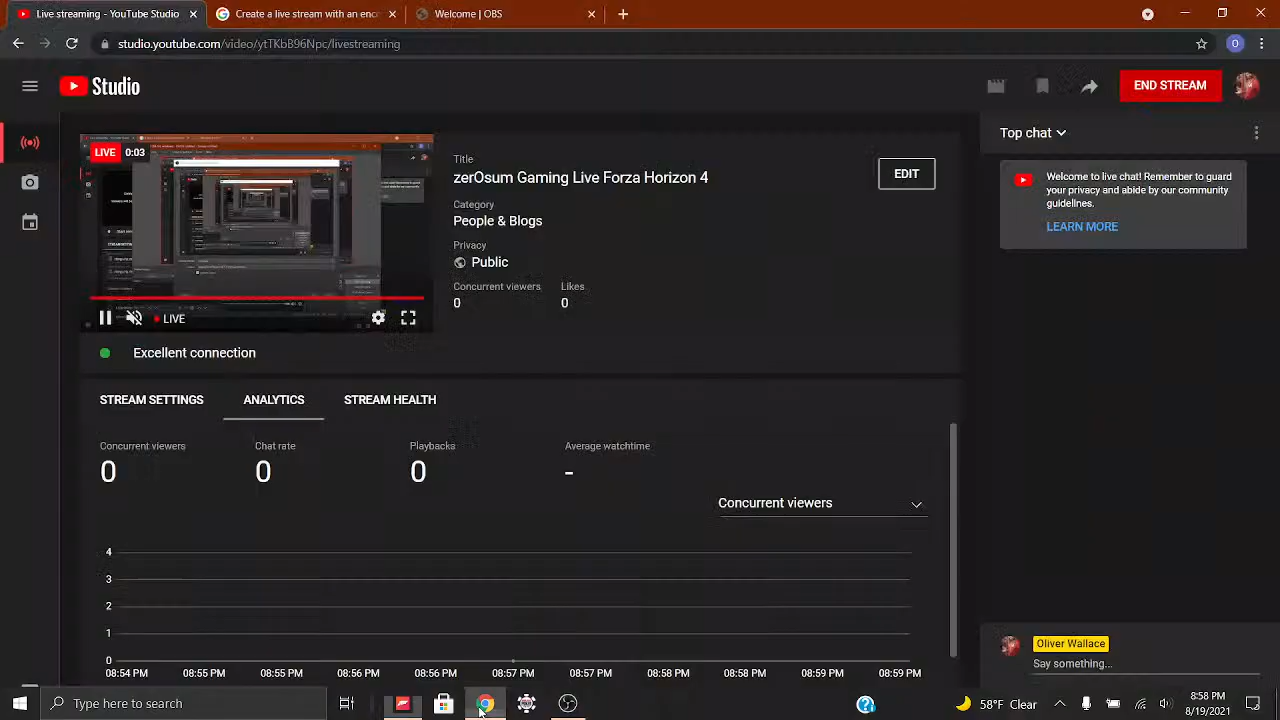 Live streaming - YouTube Studio
Create a live stream with an enc
Welcome | OBS
studio.youtube.com/video/ytTKbB96Npc/livestreaming
O
Studio
END STREAM
LIVE 0:03
LIVE
Title
zerOsum Gaming Live Forza Horizon 4
EDIT
Category
People & Blogs
Privacy
Public
Concurrent viewers Likes
0 0
Excellent connection
Top chat
Welcome to live chat! Remember to guard
your privacy and abide by our community
guidelines.
LEARN MORE
STREAM SETTINGS ANALYTICS STREAM HEALTH
Concurrent viewers Chat rate Playbacks Average watchtime
0 0 0 -
Concurrent viewers
4
3
2
1
0
08:54 PM 08:55 PM 08:55 PM 08:56 PM 08:56 PM 08:57 PM 08:57 PM 08:58 PM 08:58 PM 08:59 PM 08:59 PM
Oliver Wallace
Say something...
Type here to search
58°F Clear
8:58 PM
8/19/2021